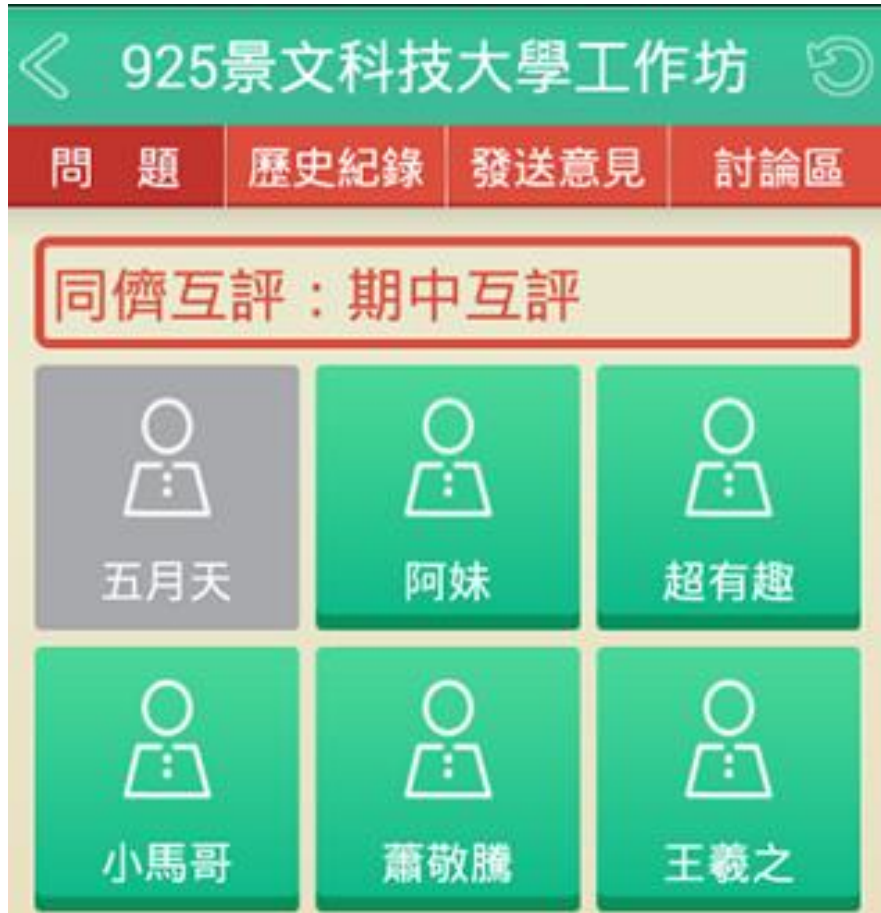 925景文科技大學工作坊
問 題 歷史紀錄 發送意見 討論區
同儕互評：期中互評
五月天 阿妹 超有趣
小馬哥 蕭敬騰 王羲之